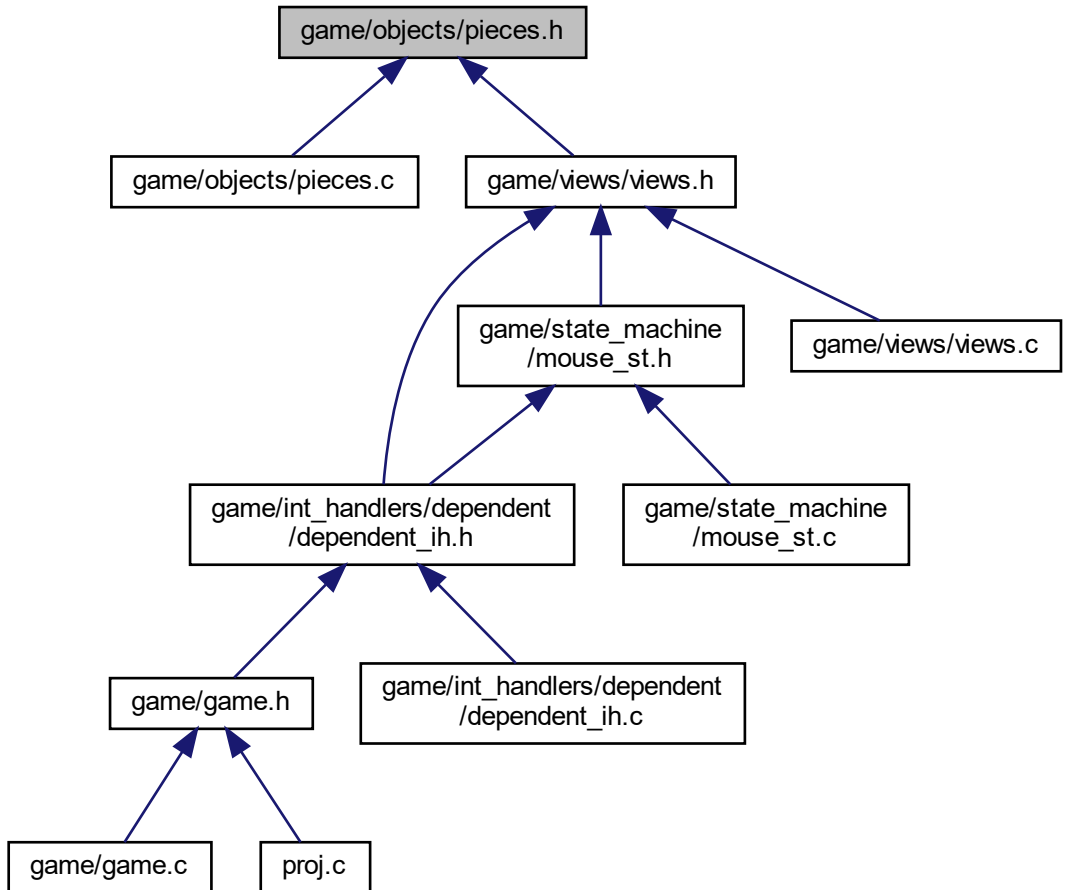 game/objects/pieces.h
game/objects/pieces.c
game/views/views.h
game/state_machine
/mouse_st.h
game/views/views.c
game/int_handlers/dependent
/dependent_ih.h
game/state_machine
/mouse_st.c
game/game.h
game/int_handlers/dependent
/dependent_ih.c
game/game.c
proj.c